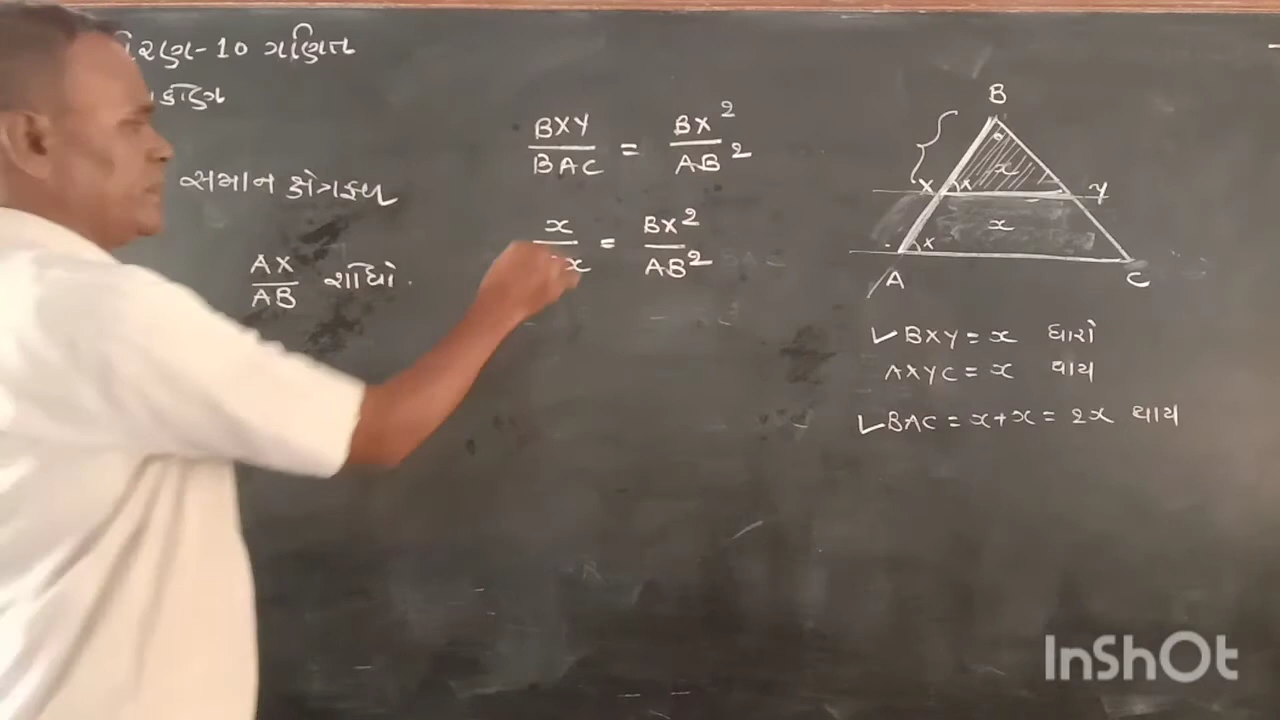 ધોરણ-10 ગણિત
સમાન ક્ષેત્રફળ
AX
AB શોધો.
BXY / BAC = BX² / AB²
x / = BX² / AB²
B
x
X x Y
x
x
A C
✓ BXY = x ધારો
AXYC = x થાય
✓ BAC = x+x = 2x થાય
InShOt